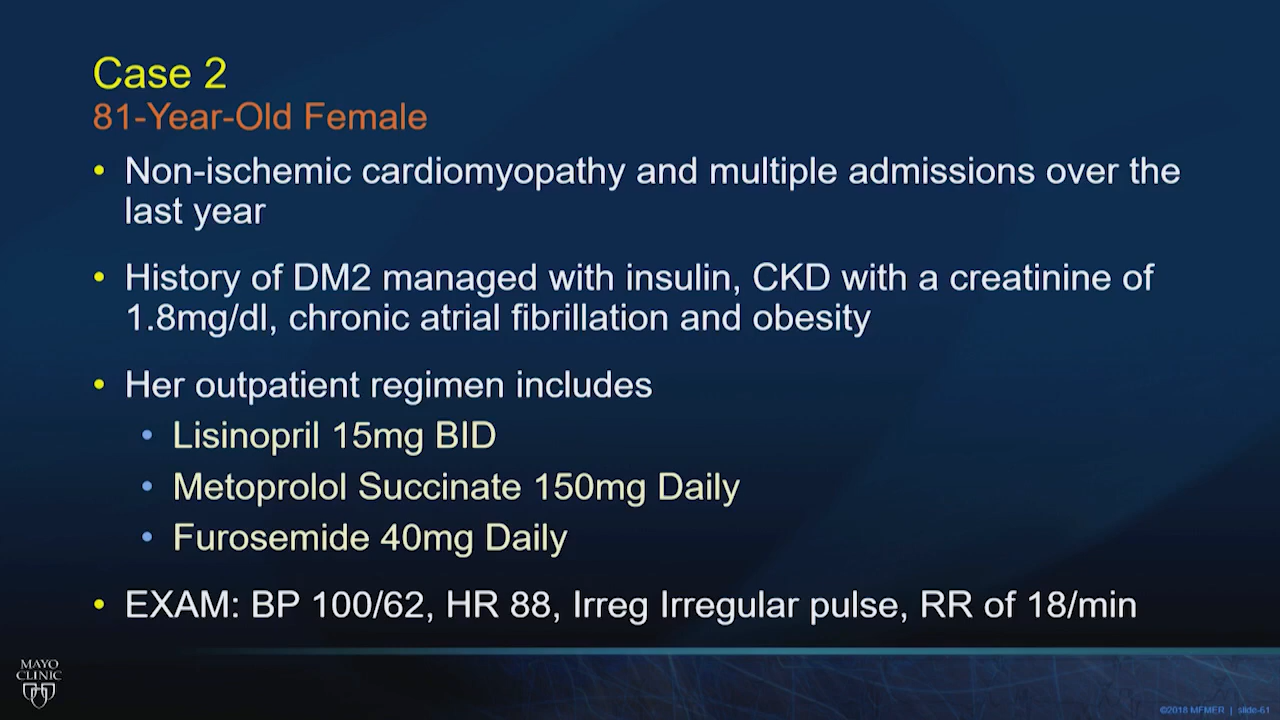 Case 2
81-Year-Old Female
• Non-ischemic cardiomyopathy and multiple admissions over the
last year
• History of DM2 managed with insulin, CKD with a creatinine of
1.8mg/dl, chronic atrial fibrillation and obesity
• Her outpatient regimen includes
• Lisinopril 15mg BID
• Metoprolol Succinate 150mg Daily
• Furosemide 40mg Daily
• EXAM: BP 100/62, HR 88, Irreg Irregular pulse, RR of 18/min
MAYO
CLINIC
©2018 MFMER | slide-61